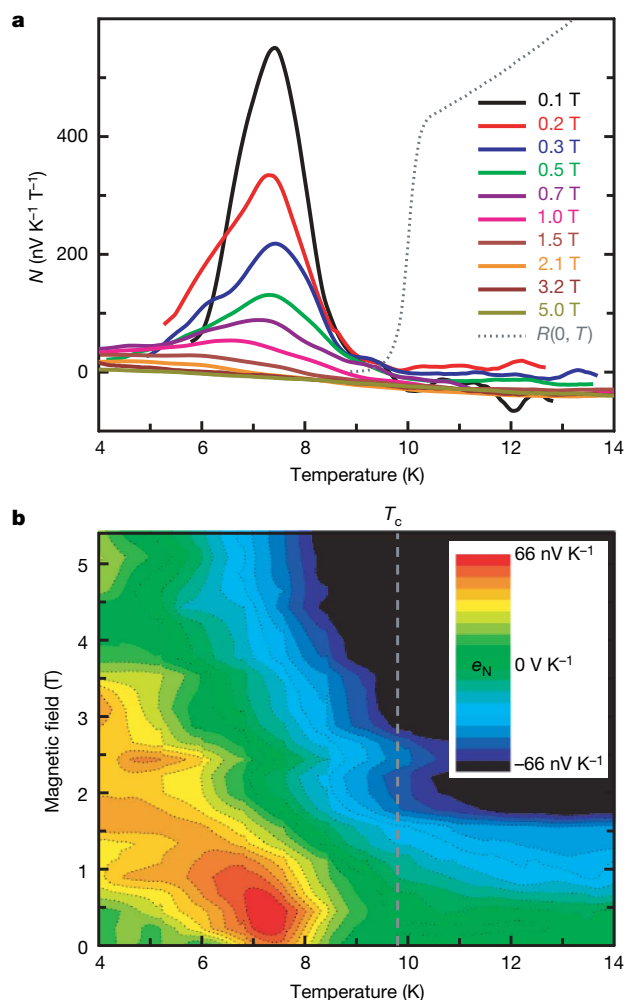 a
N (nV K⁻¹ T⁻¹)
400
200
0
0.1 T
0.2 T
0.3 T
0.5 T
0.7 T
1.0 T
1.5 T
2.1 T
3.2 T
5.0 T
R(0, T)
4 6 8 10 12 14
Temperature (K)
b
Tc
Magnetic field (T)
5
4
3
2
1
0
66 nV K⁻¹
eN 0 V K⁻¹
–66 nV K⁻¹
4 6 8 10 12 14
Temperature (K)